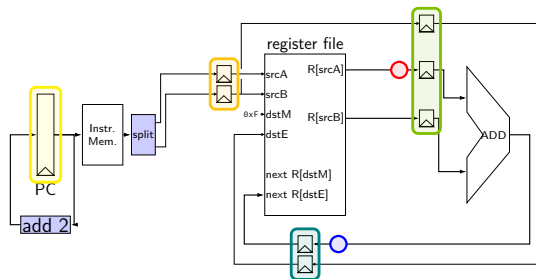 register file
srcA
R[srcA]
srcB
0xF
dstM
R[srcB]
dstE
Instr.
Mem.
split
ADD
next R[dstM]
PC
next R[dstE]
add 2